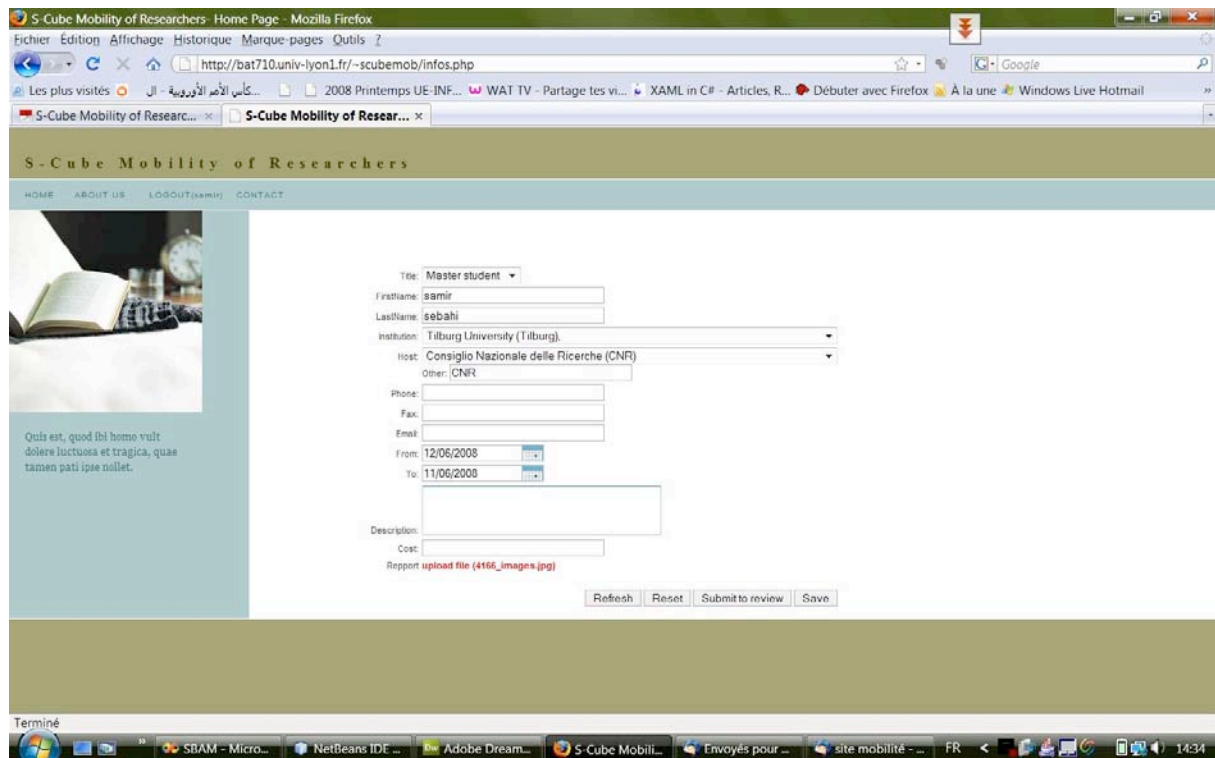 S-Cube Mobility of Researchers- Home Page - Mozilla Firefox
Fichier Édition Affichage Historique Marque-pages Outils ?
http://bat710.univ-lyon1.fr/~scubemob/infos.php
Google
Les plus visités كأس الأمم الأوروبية - ال... 2008 Printemps UE-INF... WAT TV - Partage tes vi... XAML in C# - Articles, R... Débuter avec Firefox À la une Windows Live Hotmail
S-Cube Mobility of Researc... S-Cube Mobility of Resear...
S-Cube Mobility of Researchers
HOME ABOUT US LOGOUT(samir) CONTACT
Title: Master student
FirstName: samir
LastName: sebahi
Institution: Tilburg University (Tilburg),
Host: Consiglio Nazionale delle Ricerche (CNR)
Other: CNR
Phone:
Fax:
Email:
From: 12/06/2008
To: 11/06/2008
Description:
Cost:
Repport upload file (4166_images.jpg)
Refresh Reset Submit to review Save
Quis est, quod ibi homo vult
dolere luctuosa et tragica, quae
tamen pati ipse nollet.
Terminé
SBAM - Micro... NetBeans IDE ... Adobe Dream... S-Cube Mobili... Envoyés pour ... site mobilité - ... FR 14:34